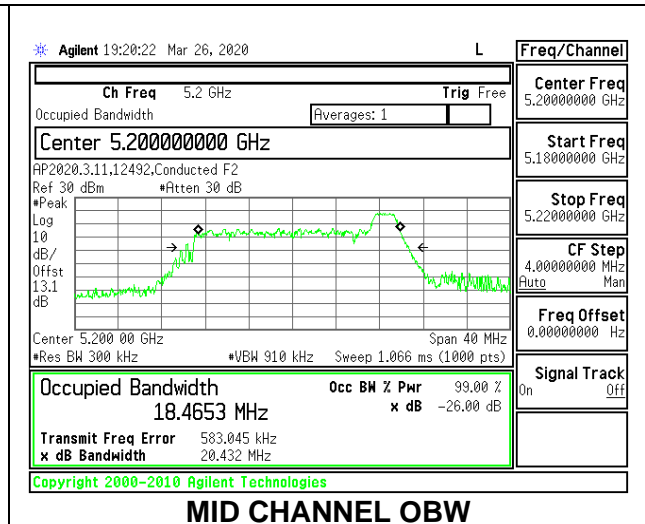 Agilent 19:20:22 Mar 26, 2020 L
Freq/Channel
Ch Freq 5.2 GHz Trig Free
Occupied Bandwidth Averages: 1
Center 5.200000000 GHz
AP2020.3.11,12492,Conducted F2
Ref 30 dBm #Atten 30 dB
#Peak
Log
10
dB/
Offst
13.1
dB
Center 5.200 00 GHz Span 40 MHz
#Res BW 300 kHz #VBW 910 kHz Sweep 1.066 ms (1000 pts)
Occupied Bandwidth Occ BW % Pwr 99.00 %
18.4653 MHz x dB -26.00 dB
Transmit Freq Error 583.045 kHz
x dB Bandwidth 20.432 MHz
Copyright 2000-2010 Agilent Technologies
Center Freq
5.20000000 GHz
Start Freq
5.18000000 GHz
Stop Freq
5.22000000 GHz
CF Step
4.00000000 MHz
Auto Man
Freq Offset
0.00000000 Hz
Signal Track
On Off
MID CHANNEL OBW